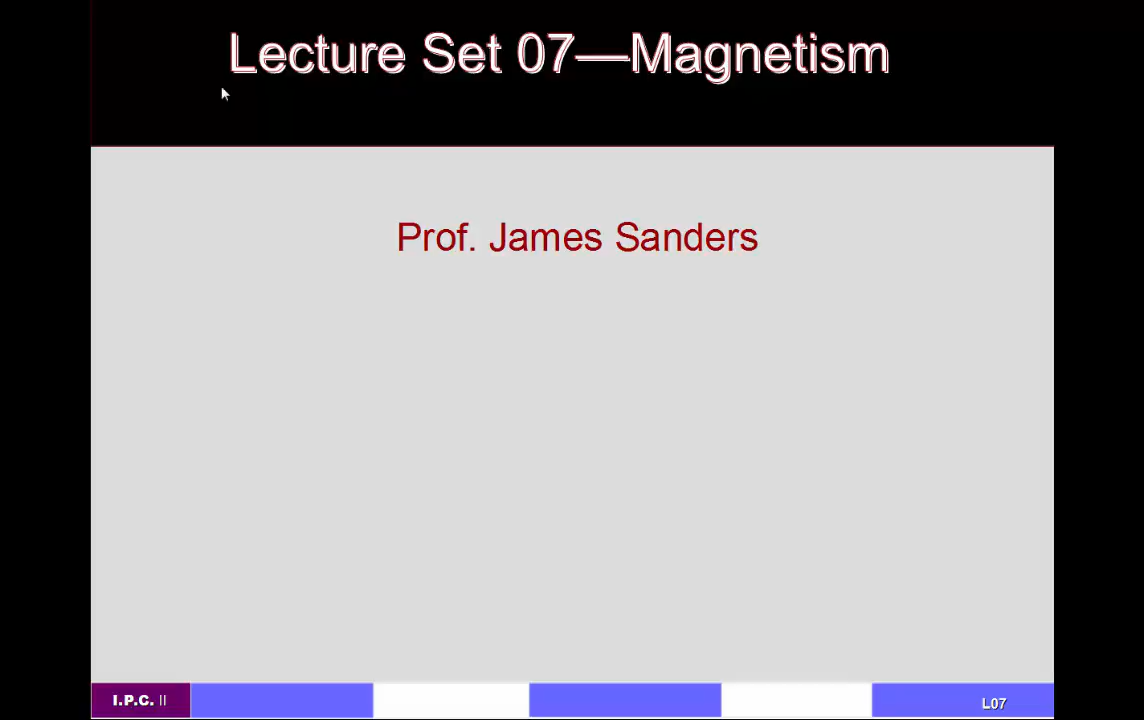 Lecture Set 07—Magnetism
Prof. James Sanders
I.P.C. II
L07